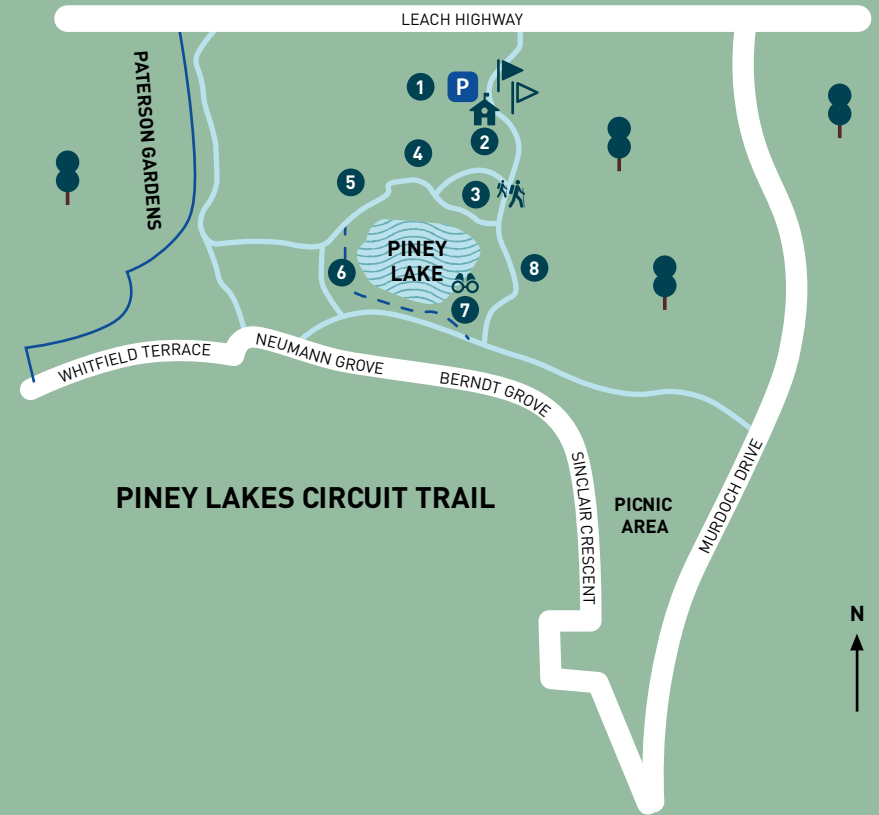 LEACH HIGHWAY
PATERSON GARDENS
1
P
2
4
5
3
PINEY
LAKE
6
8
7
WHITFIELD TERRACE
NEUMANN GROVE
BERNDT GROVE
SINCLAIR CRESCENT
MURDOCH DRIVE
PINEY LAKES CIRCUIT TRAIL
PICNIC
AREA
N